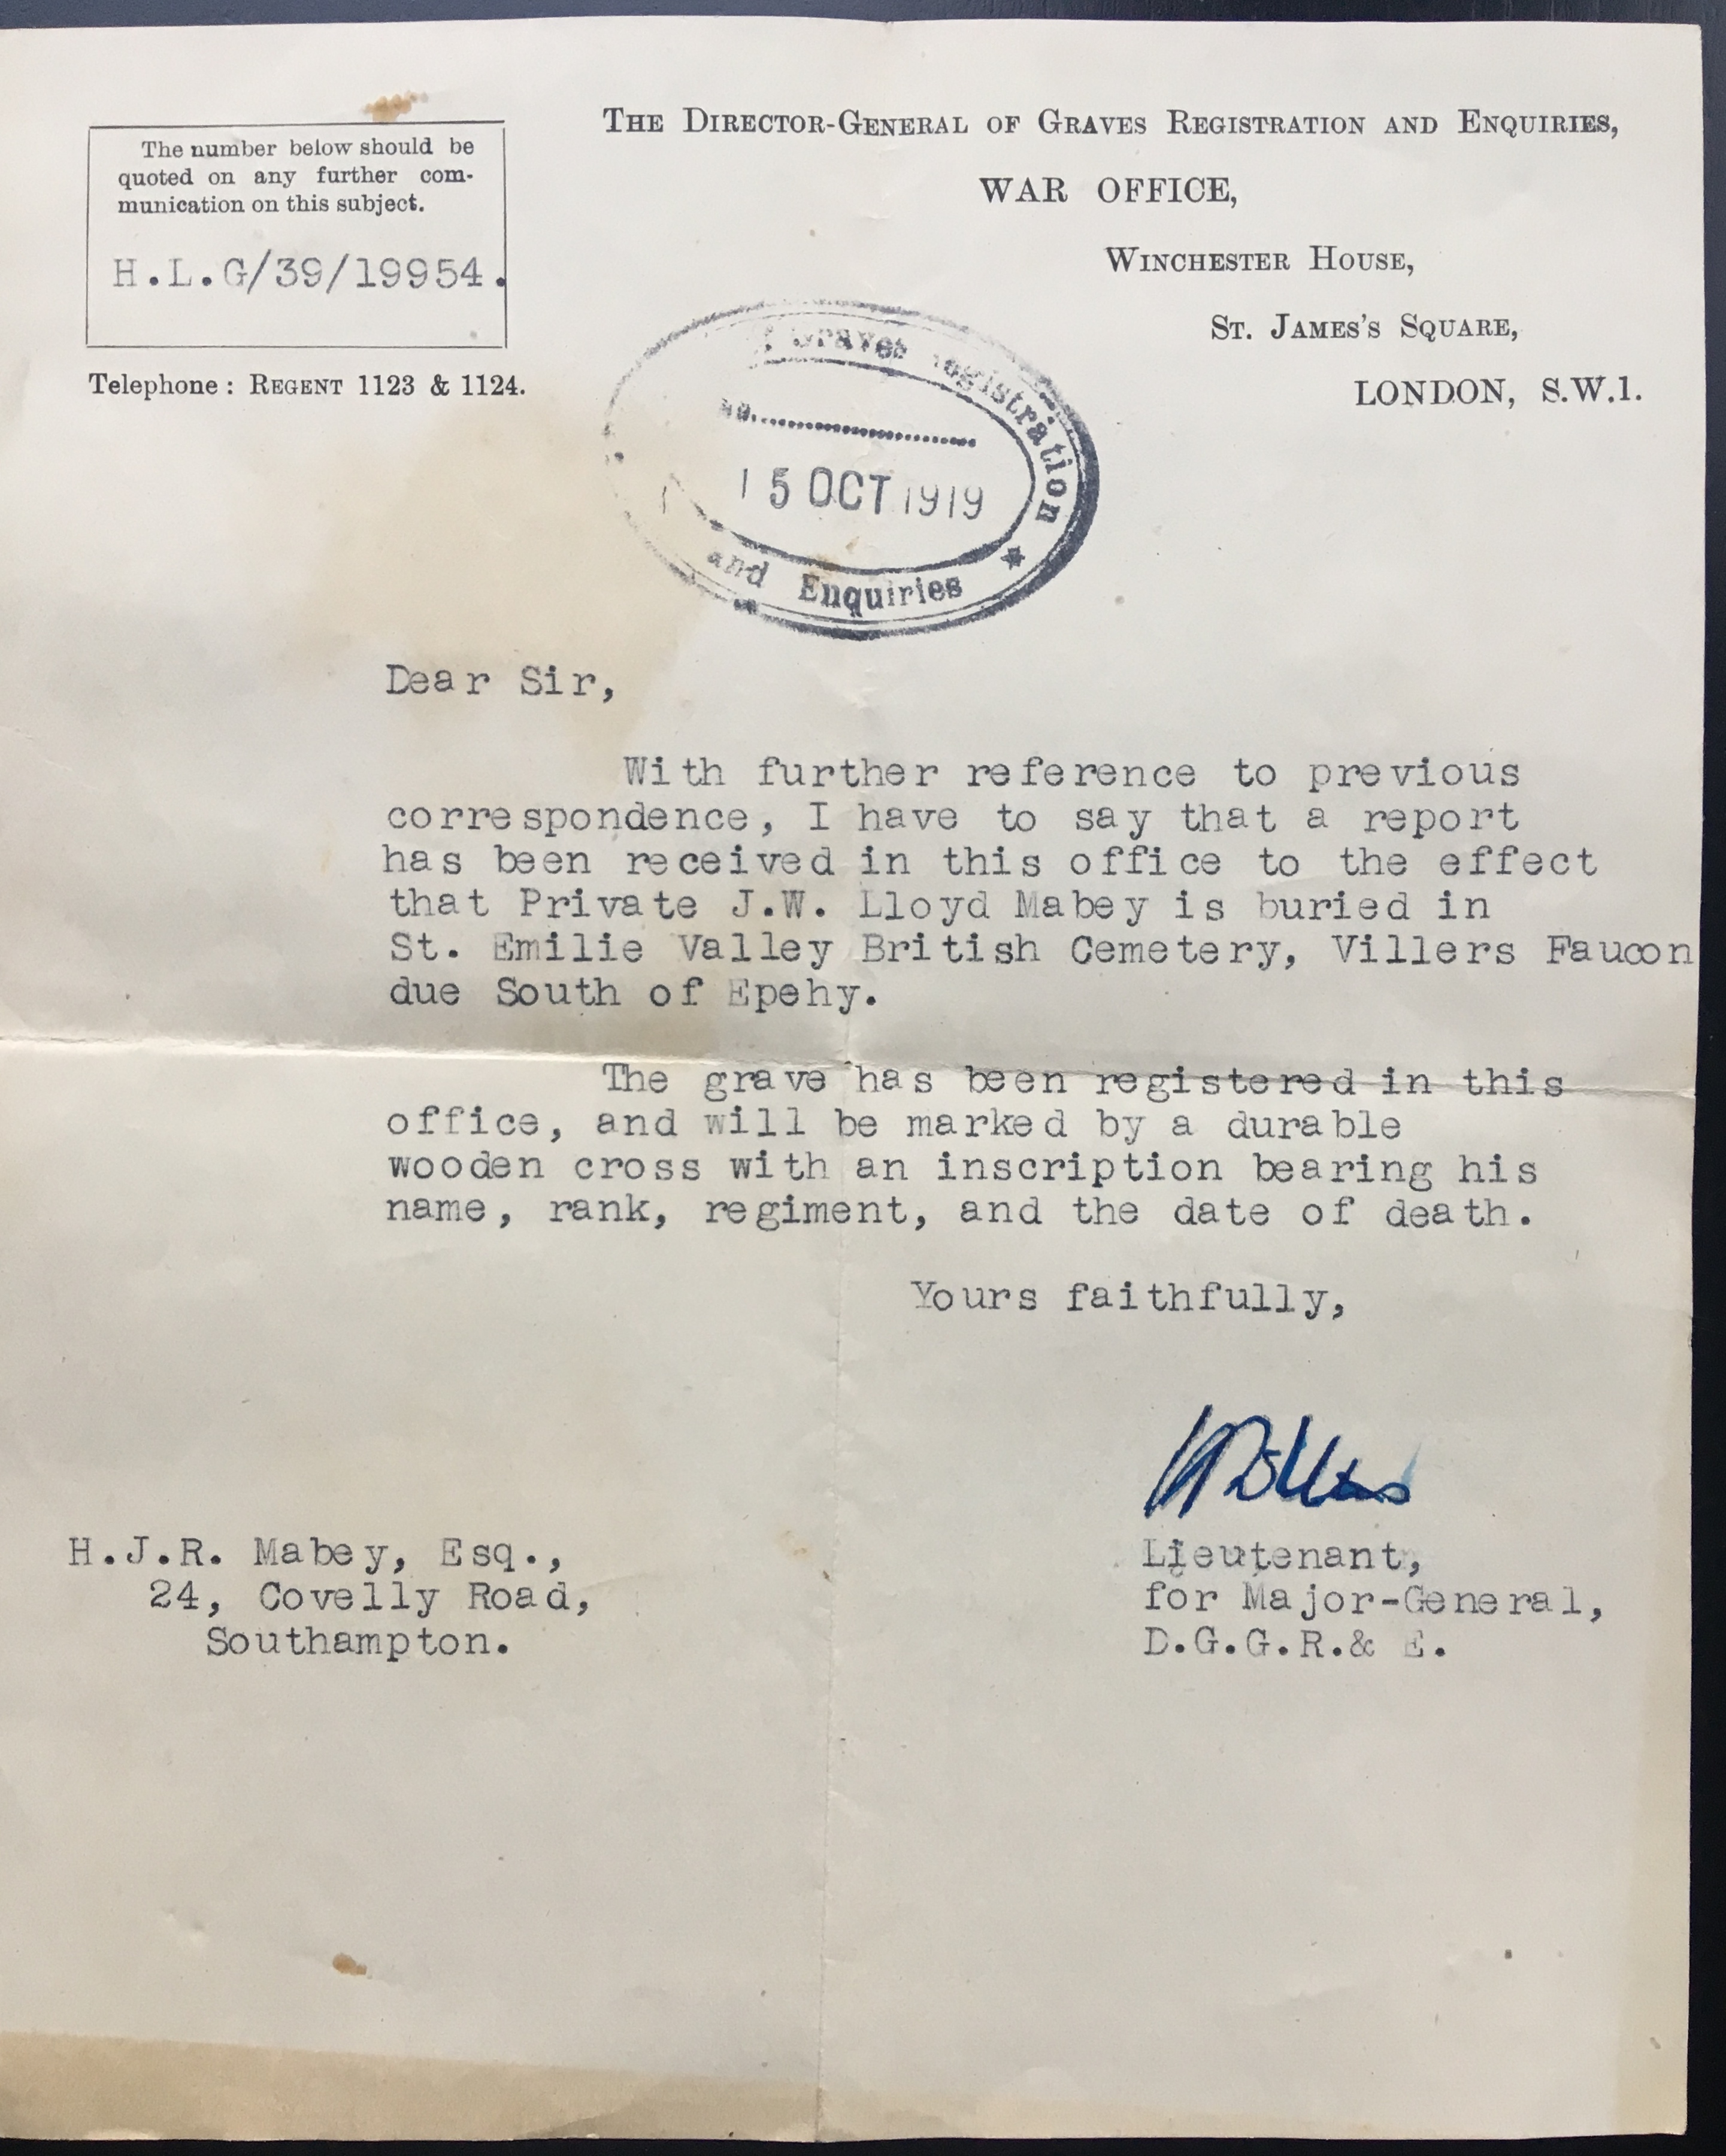 The number below should be
quoted on any further com-
munication on this subject.
H.L.G/39/19954.
Telephone : REGENT 1123 & 1124.
THE DIRECTOR-GENERAL OF GRAVES REGISTRATION AND ENQUIRIES,
WAR OFFICE,
WINCHESTER HOUSE,
ST. JAMES'S SQUARE,
LONDON, S.W.1.
Graves registration
15 OCT 1919
and Enquiries
Dear Sir,
With further reference to previous
correspondence, I have to say that a report
has been received in this office to the effect
that Private J.W. Lloyd Mabey is buried in
St. Emilie Valley British Cemetery, Villers Faucon
due South of Epehy.
The grave has been registered in this
office, and will be marked by a durable
wooden cross with an inscription bearing his
name, rank, regiment, and the date of death.
Yours faithfully,
Lieutenant,
for Major-General,
D.G.G.R.& E.
H.J.R. Mabey, Esq.,
24, Covelly Road,
Southampton.